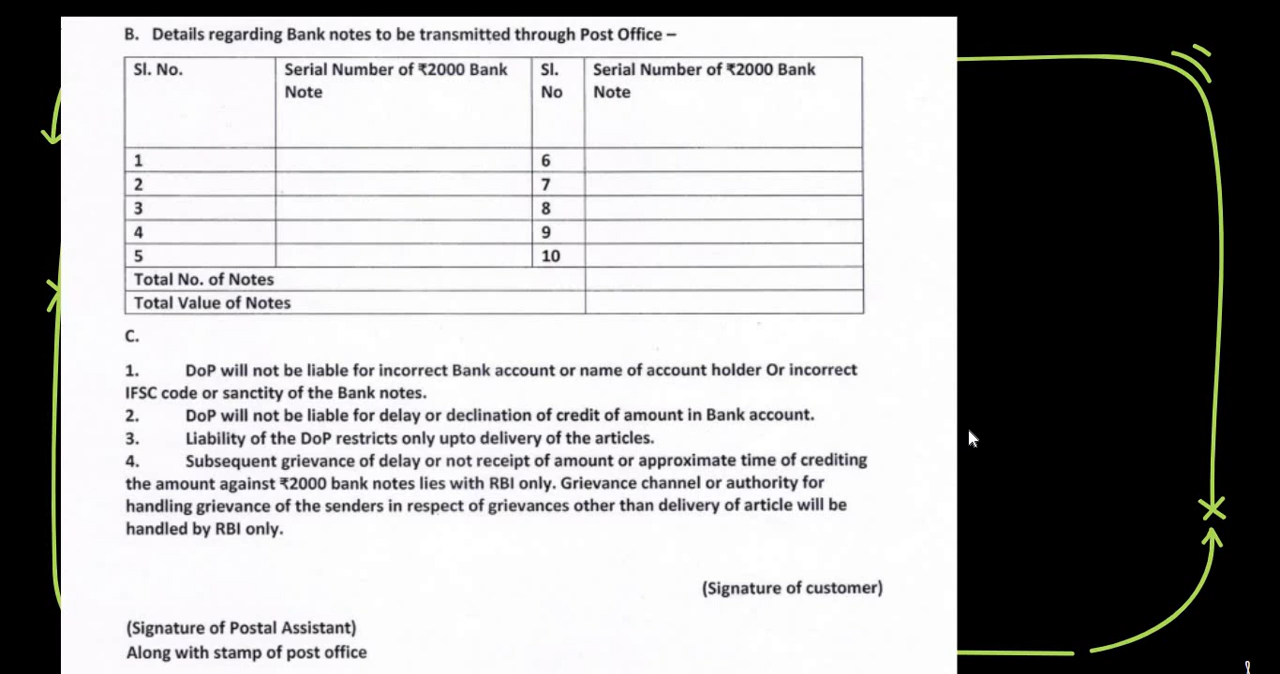 B. Details regarding Bank notes to be transmitted through Post Office –
Sl. No. Serial Number of ₹2000 Bank Note Sl. No Serial Number of ₹2000 Bank Note
1 6
2 7
3 8
4 9
5 10
Total No. of Notes
Total Value of Notes
C.
1. DoP will not be liable for incorrect Bank account or name of account holder Or incorrect
IFSC code or sanctity of the Bank notes.
2. DoP will not be liable for delay or declination of credit of amount in Bank account.
3. Liability of the DoP restricts only upto delivery of the articles.
4. Subsequent grievance of delay or not receipt of amount or approximate time of crediting
the amount against ₹2000 bank notes lies with RBI only. Grievance channel or authority for
handling grievance of the senders in respect of grievances other than delivery of article will be
handled by RBI only.
(Signature of customer)
(Signature of Postal Assistant)
Along with stamp of post office